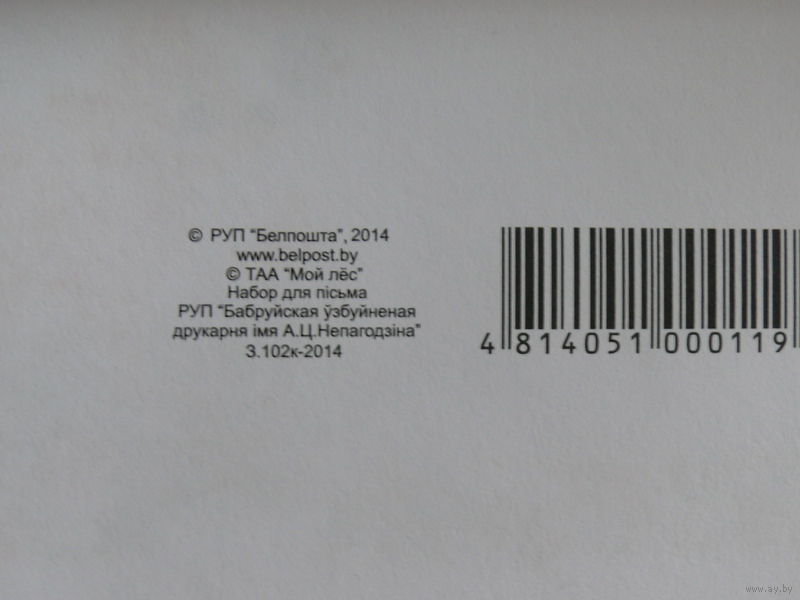 © РУП "Белпошта", 2014
www.belpost.by
© ТАА "Мой лёс"
Набор для пісьма
РУП "Бабруйская ўзбуйненая
друкарня імя А.Ц.Непагодзіна"
З.102к-2014
4 814051 000119
www.ay.by